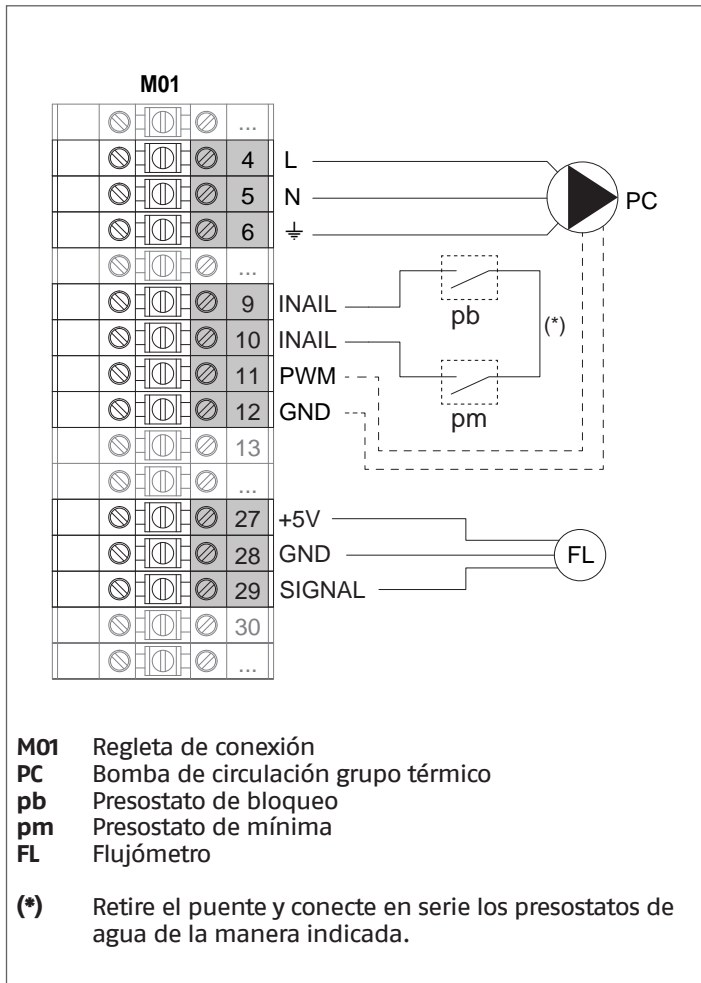 M01
...
4 L
5 N
PC
6
...
9 INAIL
pb
(*)
10 INAIL
11 PWM
pm
12 GND
13
...
27 +5V
28 GND
FL
29 SIGNAL
30
...
M01 Regleta de conexión
PC Bomba de circulación grupo térmico
pb Presostato de bloqueo
pm Presostato de mínima
FL Flujómetro
(*) Retire el puente y conecte en serie los presostatos de
agua de la manera indicada.